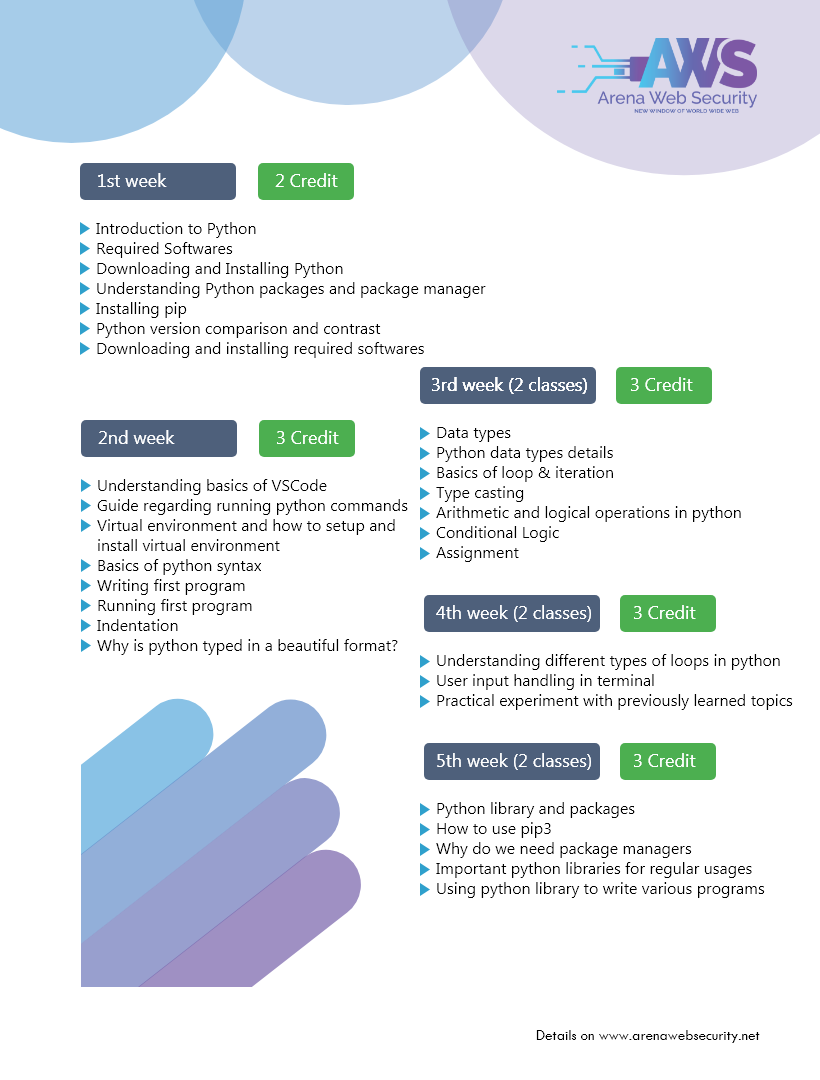 AWS
Arena Web Security
NEW WINDOW OF WORLD WIDE WEB
1st week
2 Credit
Introduction to Python
Required Softwares
Downloading and Installing Python
Understanding Python packages and package manager
Installing pip
Python version comparison and contrast
Downloading and installing required softwares
2nd week
3 Credit
Understanding basics of VSCode
Guide regarding running python commands
Virtual environment and how to setup and
install virtual environment
Basics of python syntax
Writing first program
Running first program
Indentation
Why is python typed in a beautiful format?
3rd week (2 classes)
3 Credit
Data types
Python data types details
Basics of loop & iteration
Type casting
Arithmetic and logical operations in python
Conditional Logic
Assignment
4th week (2 classes)
3 Credit
Understanding different types of loops in python
User input handling in terminal
Practical experiment with previously learned topics
5th week (2 classes)
3 Credit
Python library and packages
How to use pip3
Why do we need package managers
Important python libraries for regular usages
Using python library to write various programs
Details on www.arenawebsecurity.net